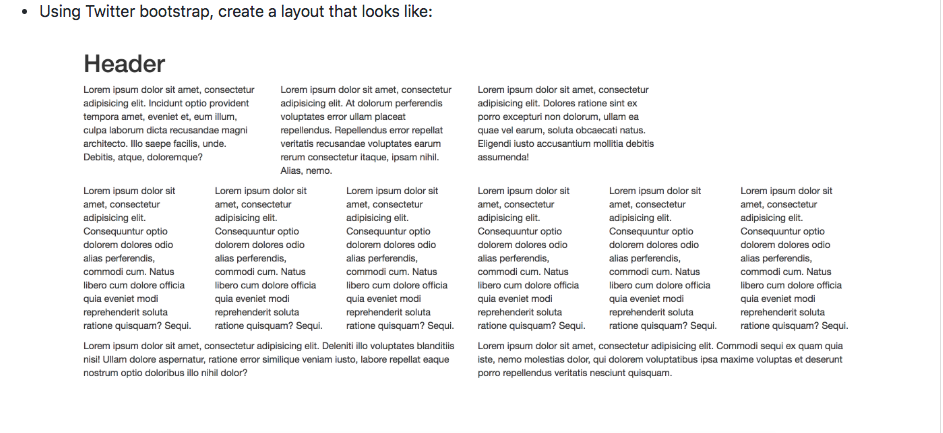 Using Twitter bootstrap, create a layout that looks like:
Header
Lorem ipsum dolor sit amet, consectetur
adipisicing elit. Incidunt optio provident
tempora amet, eveniet et, eum illum,
culpa laborum dicta recusandae magni
architecto. Illo saepe facilis, unde.
Debitis, atque, doloremque?
Lorem ipsum dolor sit amet, consectetur
adipisicing elit. At dolorum perferendis
voluptates error ullam placeat
repellendus. Repellendus error repellat
veritatis recusandae voluptates earum
rerum consectetur itaque, ipsam nihil.
Alias, nemo.
Lorem ipsum dolor sit amet, consectetur
adipisicing elit. Dolores ratione sint ex
porro excepturi non dolorum, ullam ea
quae vel earum, soluta obcaecati natus.
Eligendi iusto accusantium mollitia debitis
assumenda!
Lorem ipsum dolor sit
amet, consectetur
adipisicing elit.
Consequuntur optio
dolorem dolores odio
alias perferendis,
commodi cum. Natus
libero cum dolore officia
quia eveniet modi
reprehenderit soluta
ratione quisquam? Sequi.
Lorem ipsum dolor sit
amet, consectetur
adipisicing elit.
Consequuntur optio
dolorem dolores odio
alias perferendis,
commodi cum. Natus
libero cum dolore officia
quia eveniet modi
reprehenderit soluta
ratione quisquam? Sequi.
Lorem ipsum dolor sit
amet, consectetur
adipisicing elit.
Consequuntur optio
dolorem dolores odio
alias perferendis,
commodi cum. Natus
libero cum dolore officia
quia eveniet modi
reprehenderit soluta
ratione quisquam? Sequi.
Lorem ipsum dolor sit
amet, consectetur
adipisicing elit.
Consequuntur optio
dolorem dolores odio
alias perferendis,
commodi cum. Natus
libero cum dolore officia
quia eveniet modi
reprehenderit soluta
ratione quisquam? Sequi.
Lorem ipsum dolor sit
amet, consectetur
adipisicing elit.
Consequuntur optio
dolorem dolores odio
alias perferendis,
commodi cum. Natus
libero cum dolore officia
quia eveniet modi
reprehenderit soluta
ratione quisquam? Sequi.
Lorem ipsum dolor sit
amet, consectetur
adipisicing elit.
Consequuntur optio
dolorem dolores odio
alias perferendis,
commodi cum. Natus
libero cum dolore officia
quia eveniet modi
reprehenderit soluta
ratione quisquam? Sequi.
Lorem ipsum dolor sit amet, consectetur adipisicing elit. Deleniti illo voluptates blanditiis
nisi! Ullam dolore aspernatur, ratione error similique veniam iusto, labore repellat eaque
nostrum optio doloribus illo nihil dolor?
Lorem ipsum dolor sit amet, consectetur adipisicing elit. Commodi sequi ex quam quia
iste, nemo molestias dolor, qui dolorem voluptatibus ipsa maxime voluptas et deserunt
porro repellendus veritatis nesciunt quisquam.